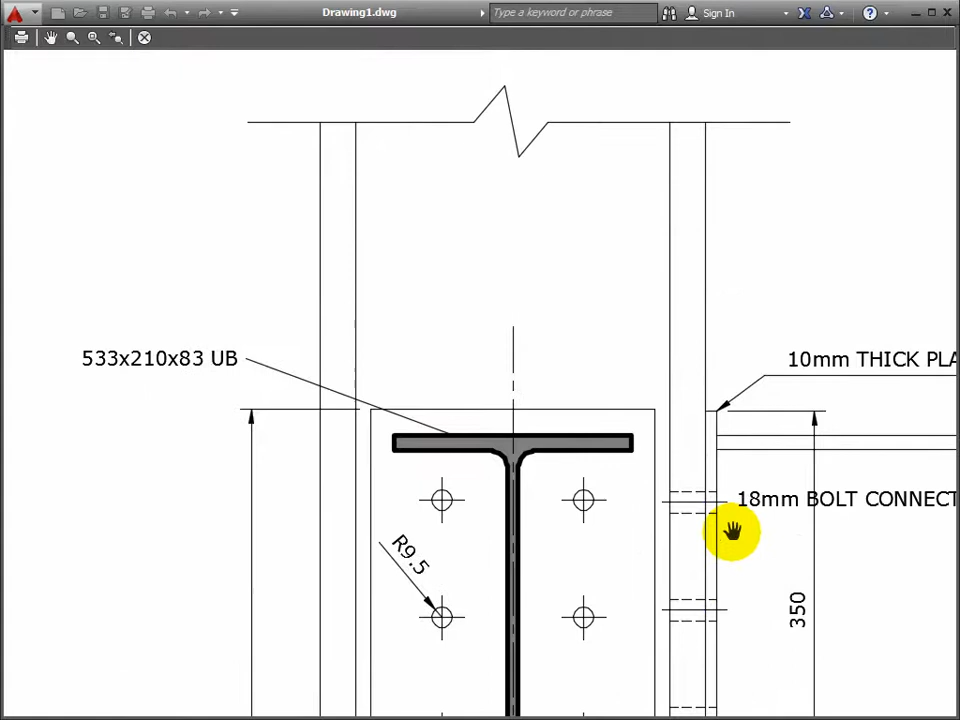 Drawing1.dwg
Type a keyword or phrase
Sign In
533x210x83 UB
10mm THICK PLA
18mm BOLT CONNECT
R9.5
350